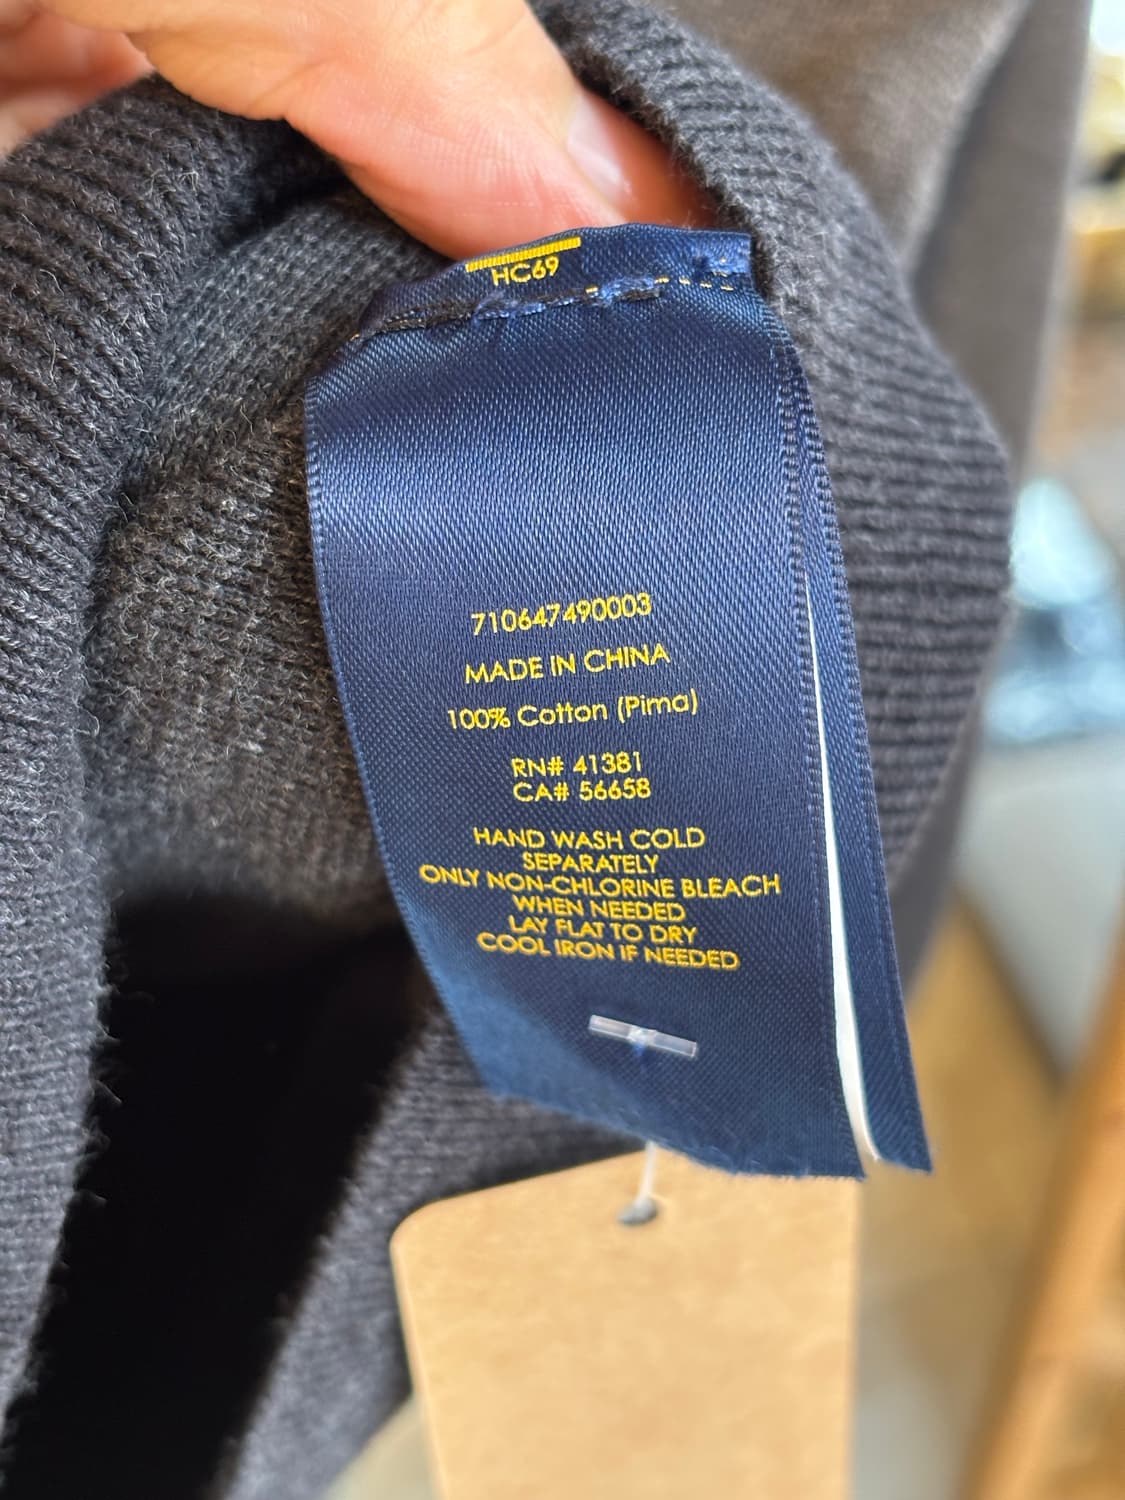 HC69
710647490003
MADE IN CHINA
100% Cotton (Pima)
RN# 41381
CA# 56658
HAND WASH COLD
SEPARATELY
ONLY NON-CHLORINE BLEACH
WHEN NEEDED
LAY FLAT TO DRY
COOL IRON IF NEEDED